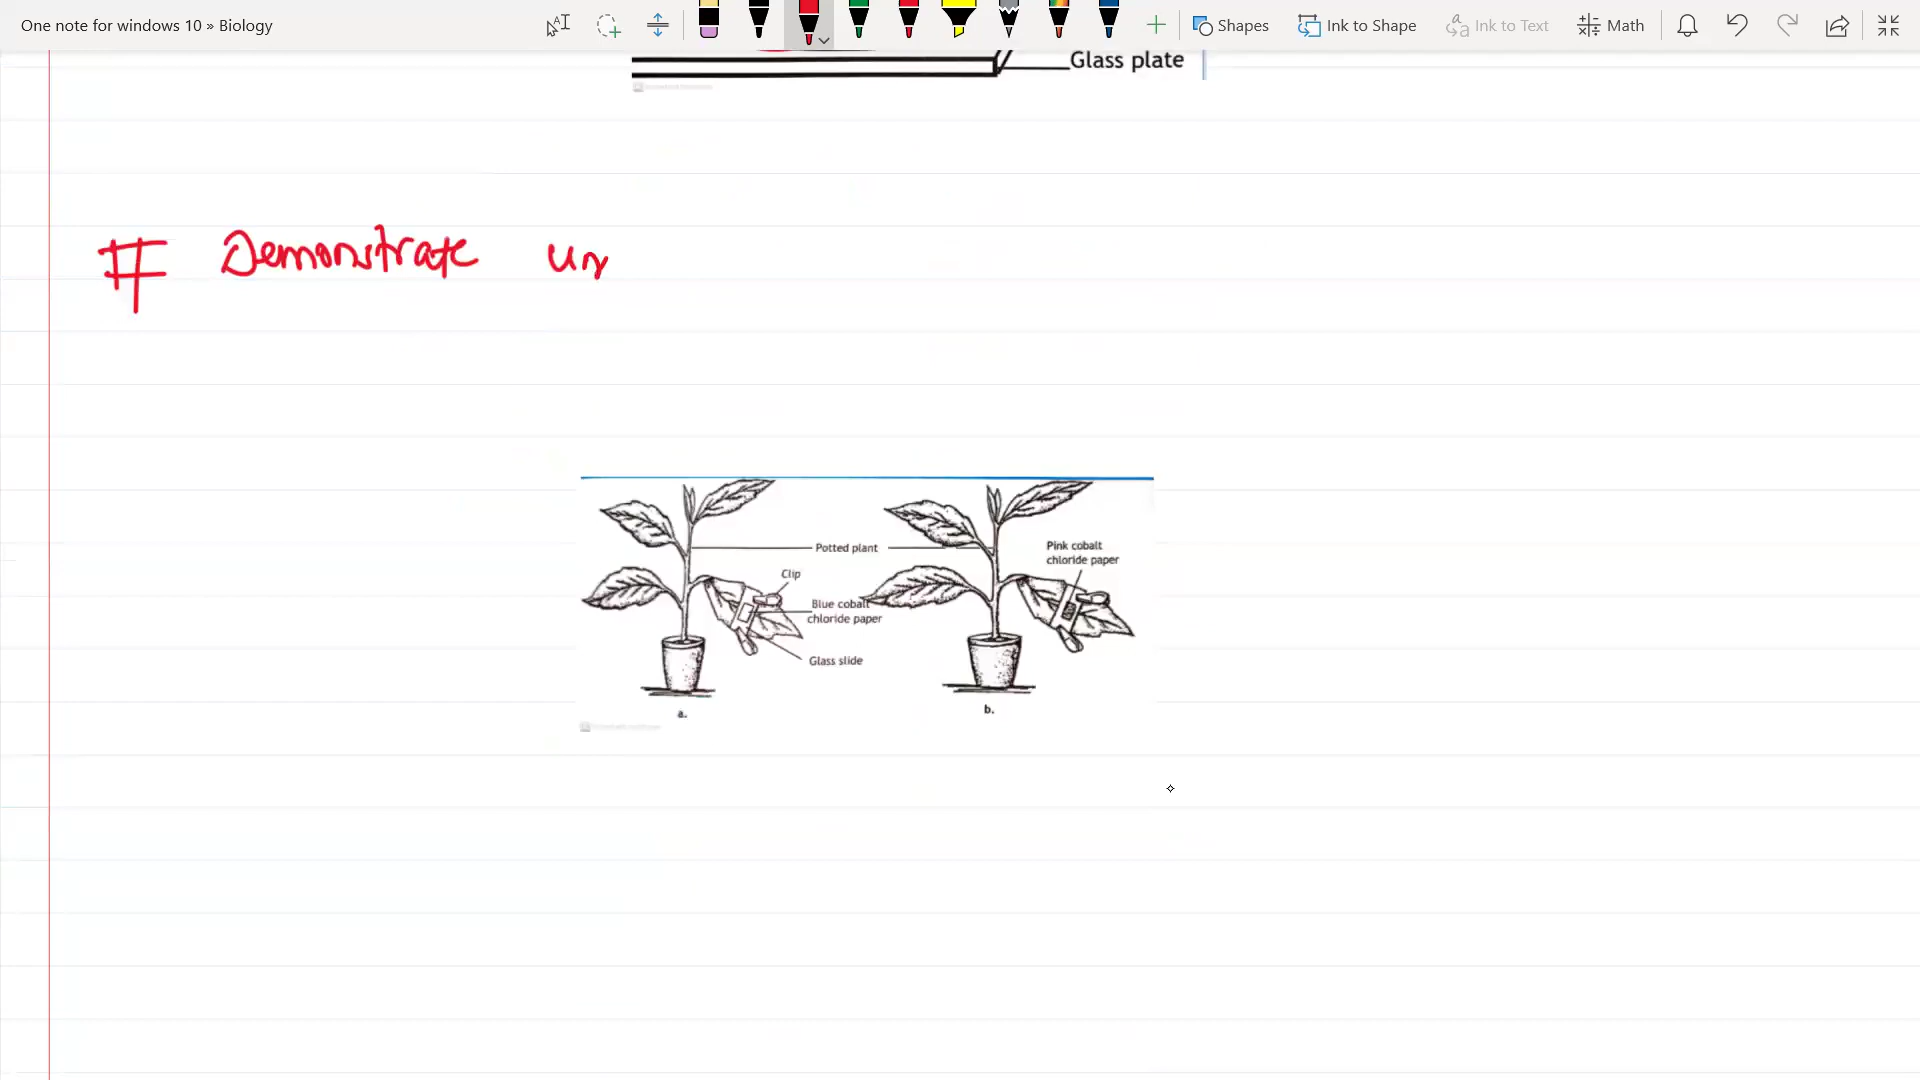 One note for windows 10 » Biology
Shapes
Ink to Shape
Ink to Text
Math
Glass plate
# Demonstrate un
Potted plant
Pink cobalt
chloride paper
Clip
Blue cobalt
chloride paper
Glass slide
a.
b.